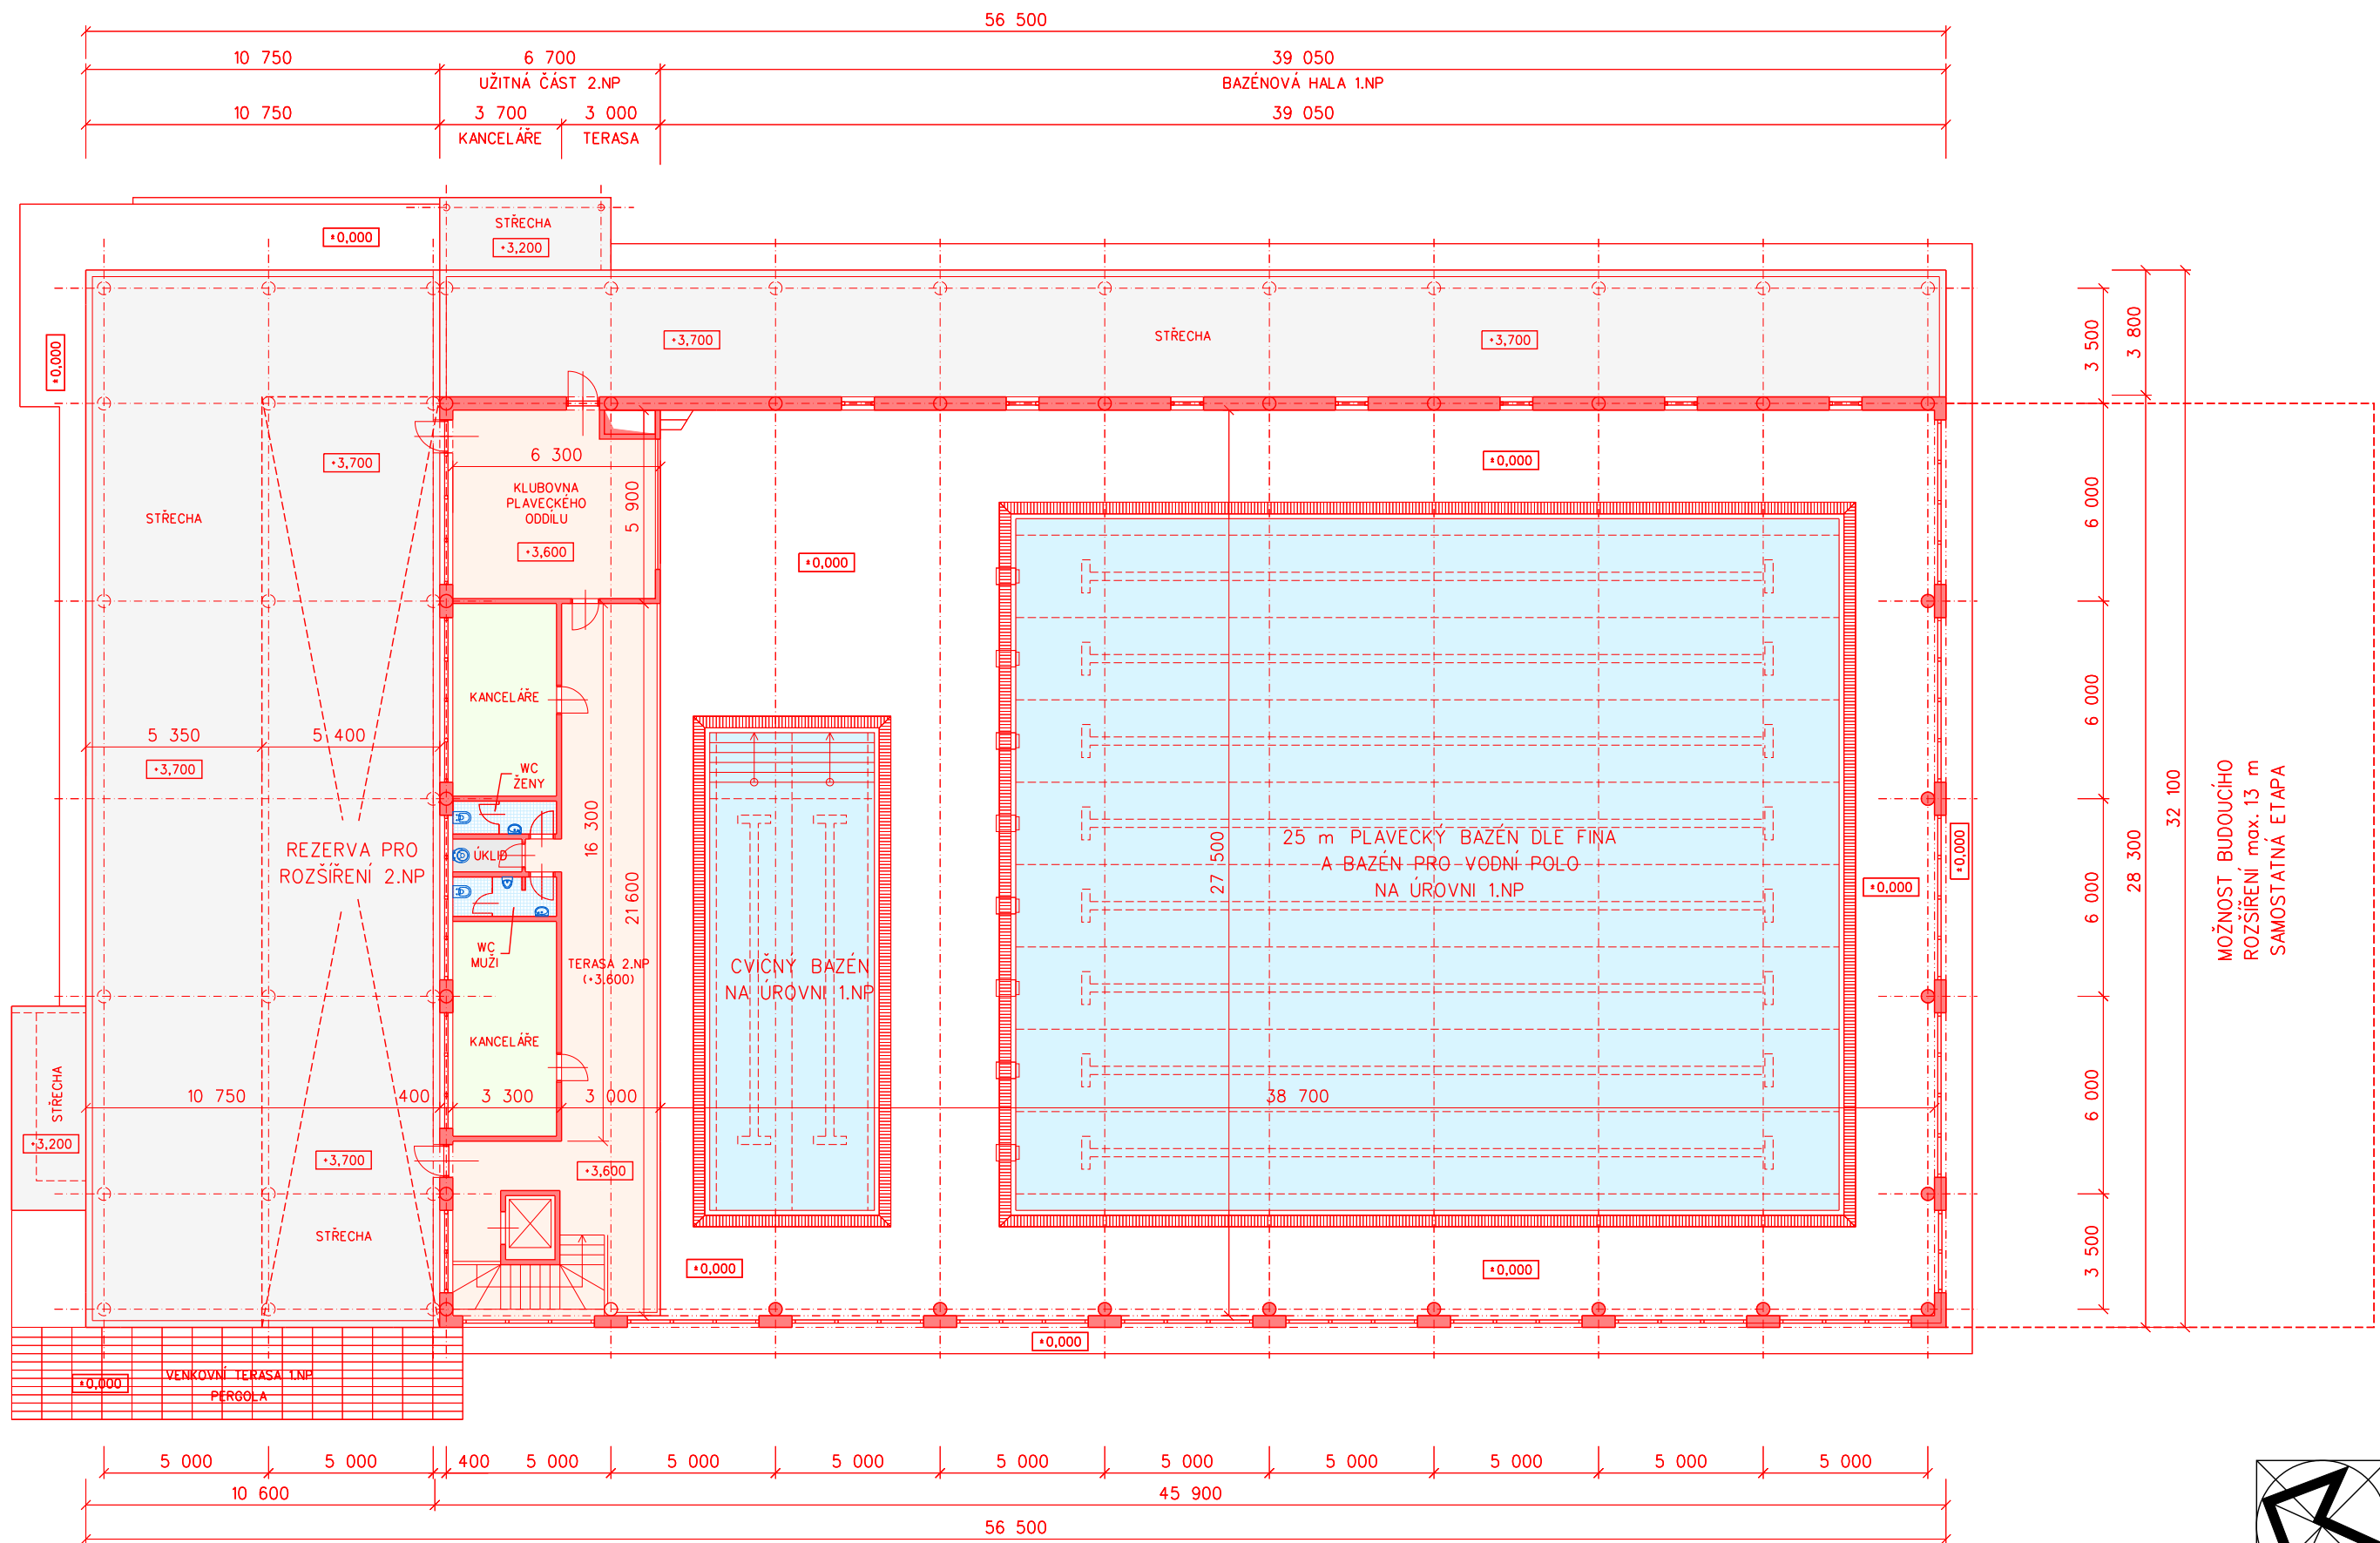 56 500
10 750 6 700 39 050
UŽITNÁ ČÁST 2.NP BAZÉNOVÁ HALA 1.NP
10 750 3 700 3 000 39 050
KANCELÁŘE TERASA
STŘECHA
±0,000
+3,200
3 500
3 800
±0,000
+3,700
STŘECHA
+3,700
6 300
+3,700
±0,000
KLUBOVNA
PLAVECKÉHO
ODDÍLU
5 900
STŘECHA
+3,600
±0,000
6 000
KANCELÁŘE
6 000
5 350 5 400
+3,700
WC
ŽENY
16 300
REZERVA PRO
ROZŠÍŘENÍ 2.NP
ÚKLID
27 500
25 m PLAVECKÝ BAZÉN DLE FINA
A BAZÉN PRO VODNÍ POLO
NA ÚROVNI 1.NP
±0,000
±0,000
6 000
28 300
32 100
MOŽNOST BUDOUCÍHO
ROZŠÍŘENÍ max. 13 m
SAMOSTATNÁ ETAPA
21 600
WC
MUŽI
TERASA 2.NP
(+3,600)
CVIČNÝ BAZÉN
NA ÚROVNI 1.NP
KANCELÁŘE
STŘECHA
10 750 400 3 300 3 000 38 700
6 000
+3,200
+3,700
+3,600
STŘECHA
±0,000
±0,000
3 500
±0,000
VENKOVNÍ TERASA 1.NP
±0,000
PERGOLA
5 000 5 000 400 5 000 5 000 5 000 5 000 5 000 5 000 5 000 5 000 5 000
10 600 45 900
56 500